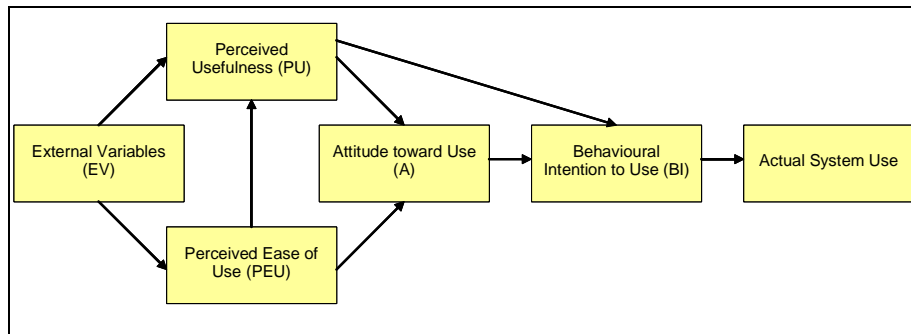 Perceived
Usefulness (PU)
External Variables
(EV)
Attitude toward Use
(A)
Behavioural
Intention to Use (BI)
Actual System Use
Perceived Ease of
Use (PEU)